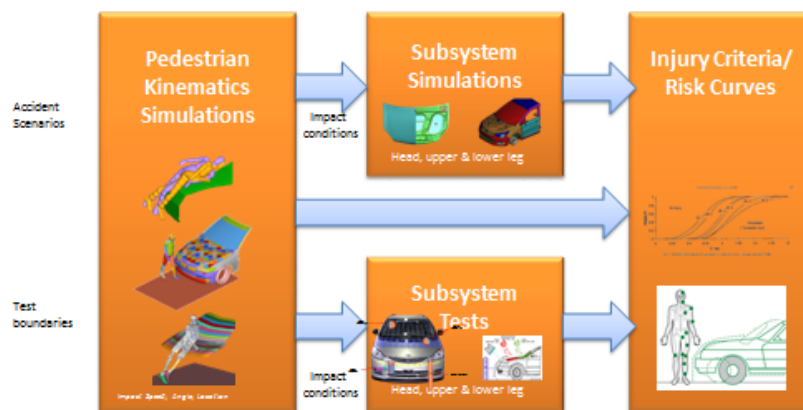 Pedestrian
Kinematics
Simulations
Subsystem
Simulations
Injury Criteria/
Risk Curves
Accident
Scenarios
Impact
conditions
Head, upper & lower leg
Test
boundaries
Subsystem
Tests
Impact
conditions
Head, upper & lower leg
Impact Speed, Angle, Location